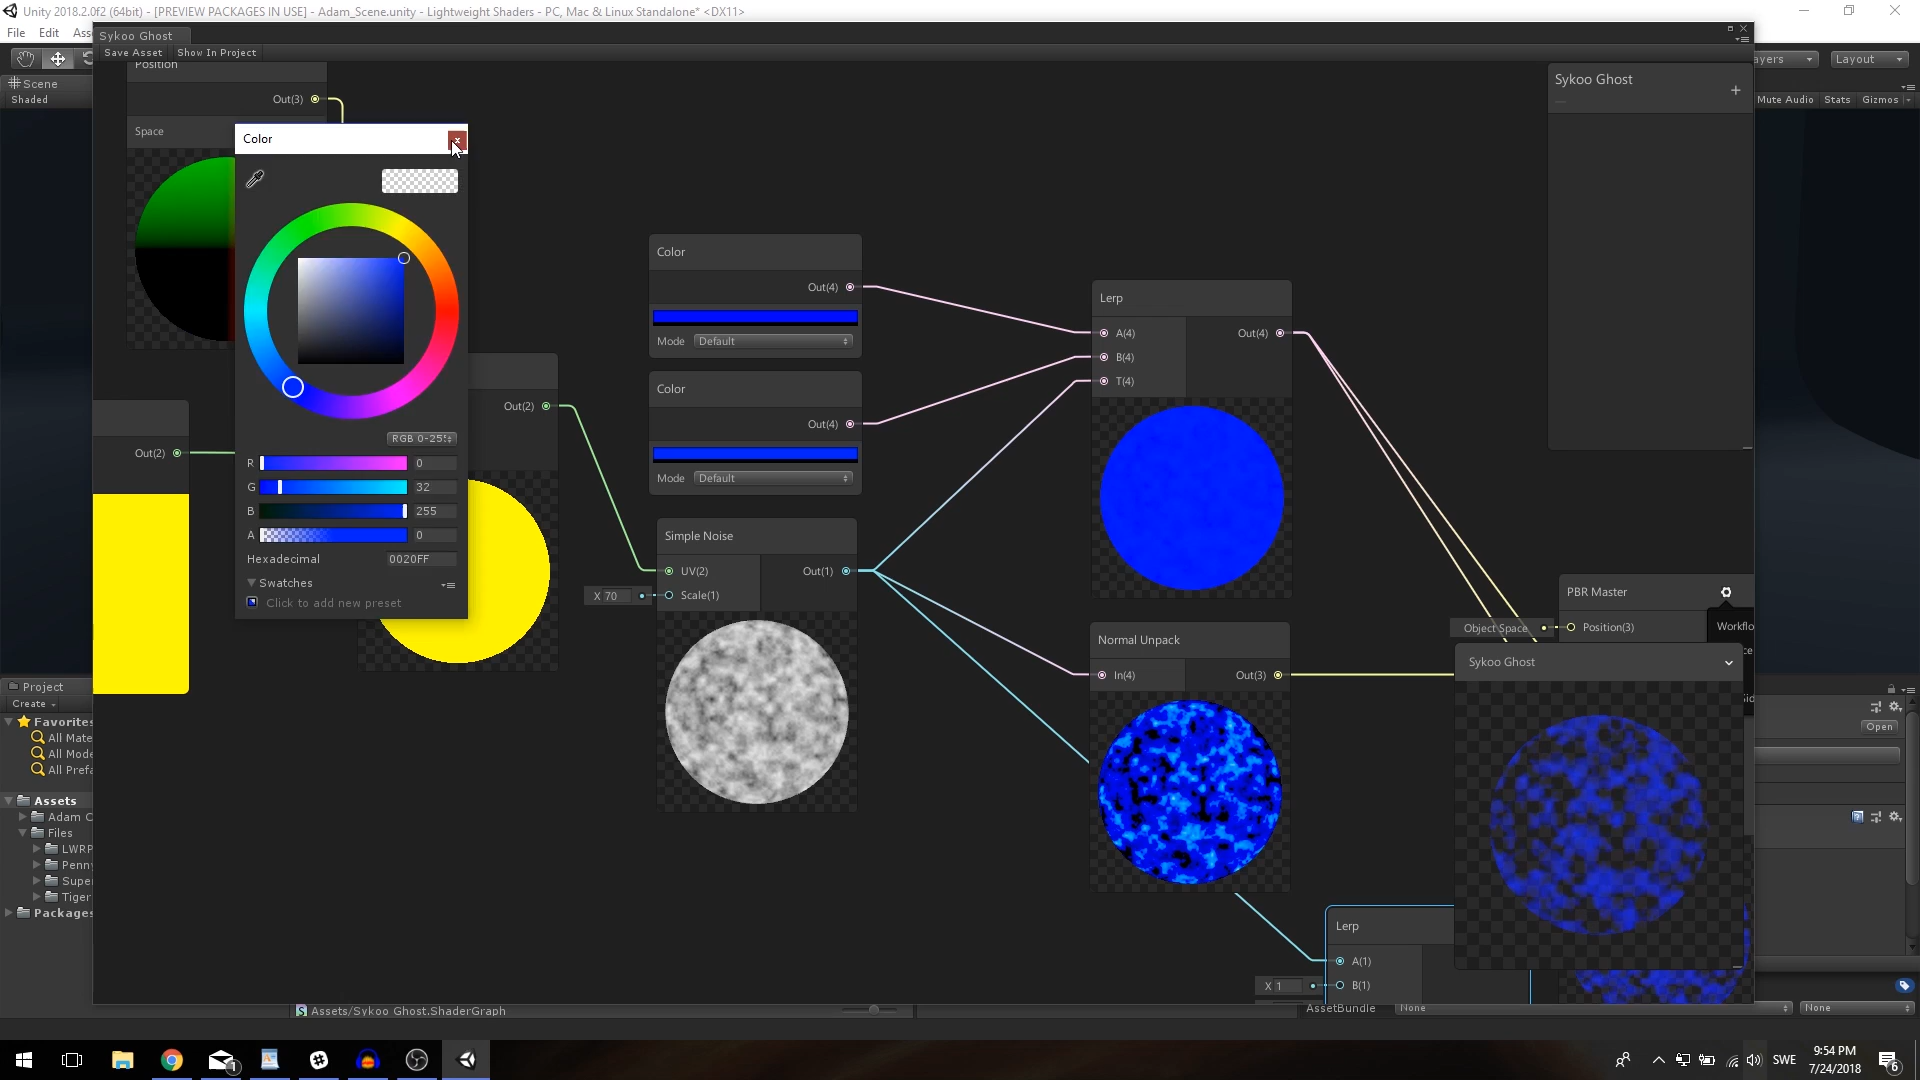 Unity 2018.2.0f2 (64bit) - [PREVIEW PACKAGES IN USE] - Adam_Scene.unity - Lightweight Shaders - PC, Mac & Linux Standalone* <DX11>
File Edit Ass
Sykoo Ghost
Save Asset Show In Project
ayers Layout
Scene
Shaded
Mute Audio Stats Gizmos
Position
Out(3)
Space
Color
RGB 0-255
R 0
G 32
B 255
A 0
Hexadecimal 0020FF
Swatches
Click to add new preset
Out(2)
Out(2)
Color
Out(4)
Mode Default
Color
Out(4)
Mode Default
Simple Noise
UV(2) Out(1)
X 70 Scale(1)
Lerp
A(4) Out(4)
B(4)
T(4)
Normal Unpack
In(4) Out(3)
Lerp
A(1)
X 1 B(1)
Sykoo Ghost
PBR Master
Object Space Position(3)
Workflo
Sykoo Ghost
Open
Project
Create
Favorites
All Mate
All Mode
All Prefa
Assets
Adam C
Files
LWRP
Penny
Super
Tiger
Packages
Assets/Sykoo Ghost.ShaderGraph
AssetBundle None None
1
SWE
9:54 PM
7/24/2018
6